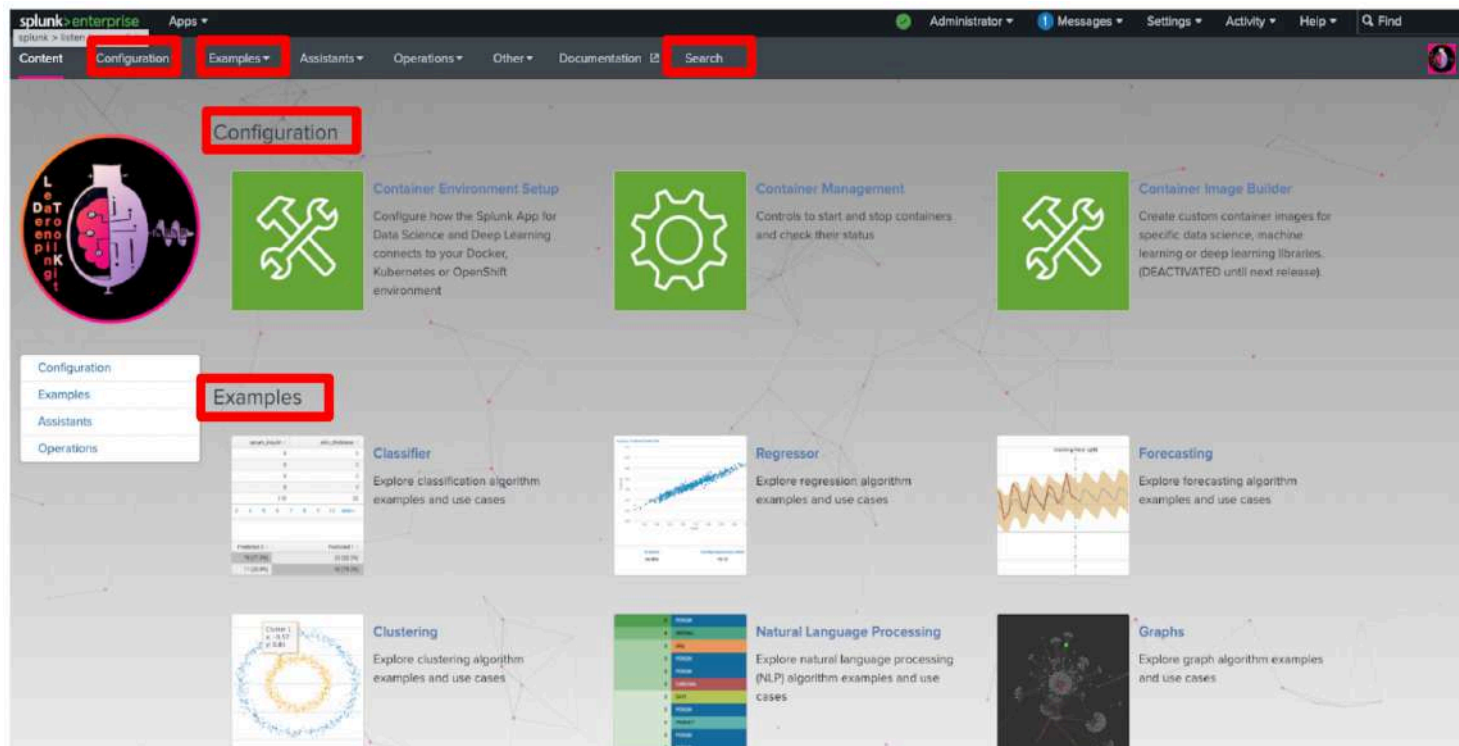 splunk>enterprise Apps Administrator 1 Messages Settings Activity Help Find
splunk > listen
Content Configuration Examples Assistants Operations Other Documentation Search
Configuration
Container Environment Setup
Configure how the Splunk App for
Data Science and Deep Learning
connects to your Docker,
Kubernetes or OpenShift
environment
Container Management
Controls to start and stop containers
and check their status
Container Image Builder
Create custom container images for
specific data science, machine
learning or deep learning libraries.
(DEACTIVATED until next release).
Configuration
Examples
Assistants
Operations
Examples
Classifier
Explore classification algorithm
examples and use cases
Regressor
Explore regression algorithm
examples and use cases
Forecasting
Explore forecasting algorithm
examples and use cases
Clustering
Explore clustering algorithm
examples and use cases
Natural Language Processing
Explore natural language processing
(NLP) algorithm examples and use
cases
Graphs
Explore graph algorithm examples
and use cases